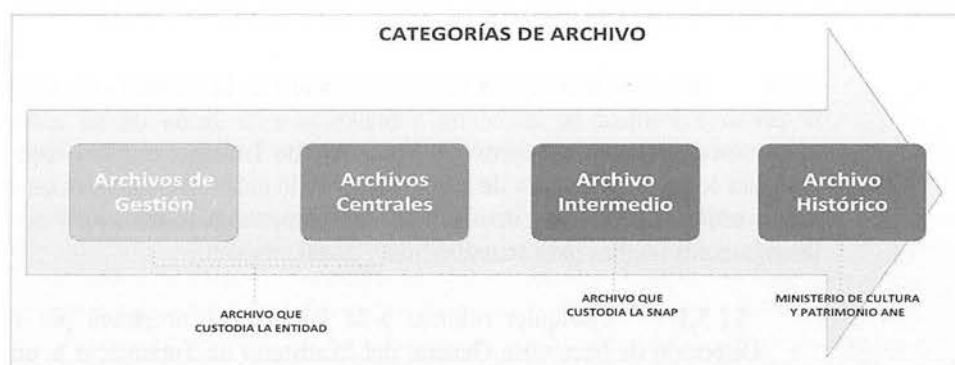 CATEGORÍAS DE ARCHIVO
Archivos de
Gestión
Archivos
Centrales
Archivo
Intermedio
Archivo
Histórico
ARCHIVO QUE
CUSTODIA LA ENTIDAD
ARCHIVO QUE
CUSTODIA LA SNAP
MINISTERIO DE CULTURA
Y PATRIMONIO ANE